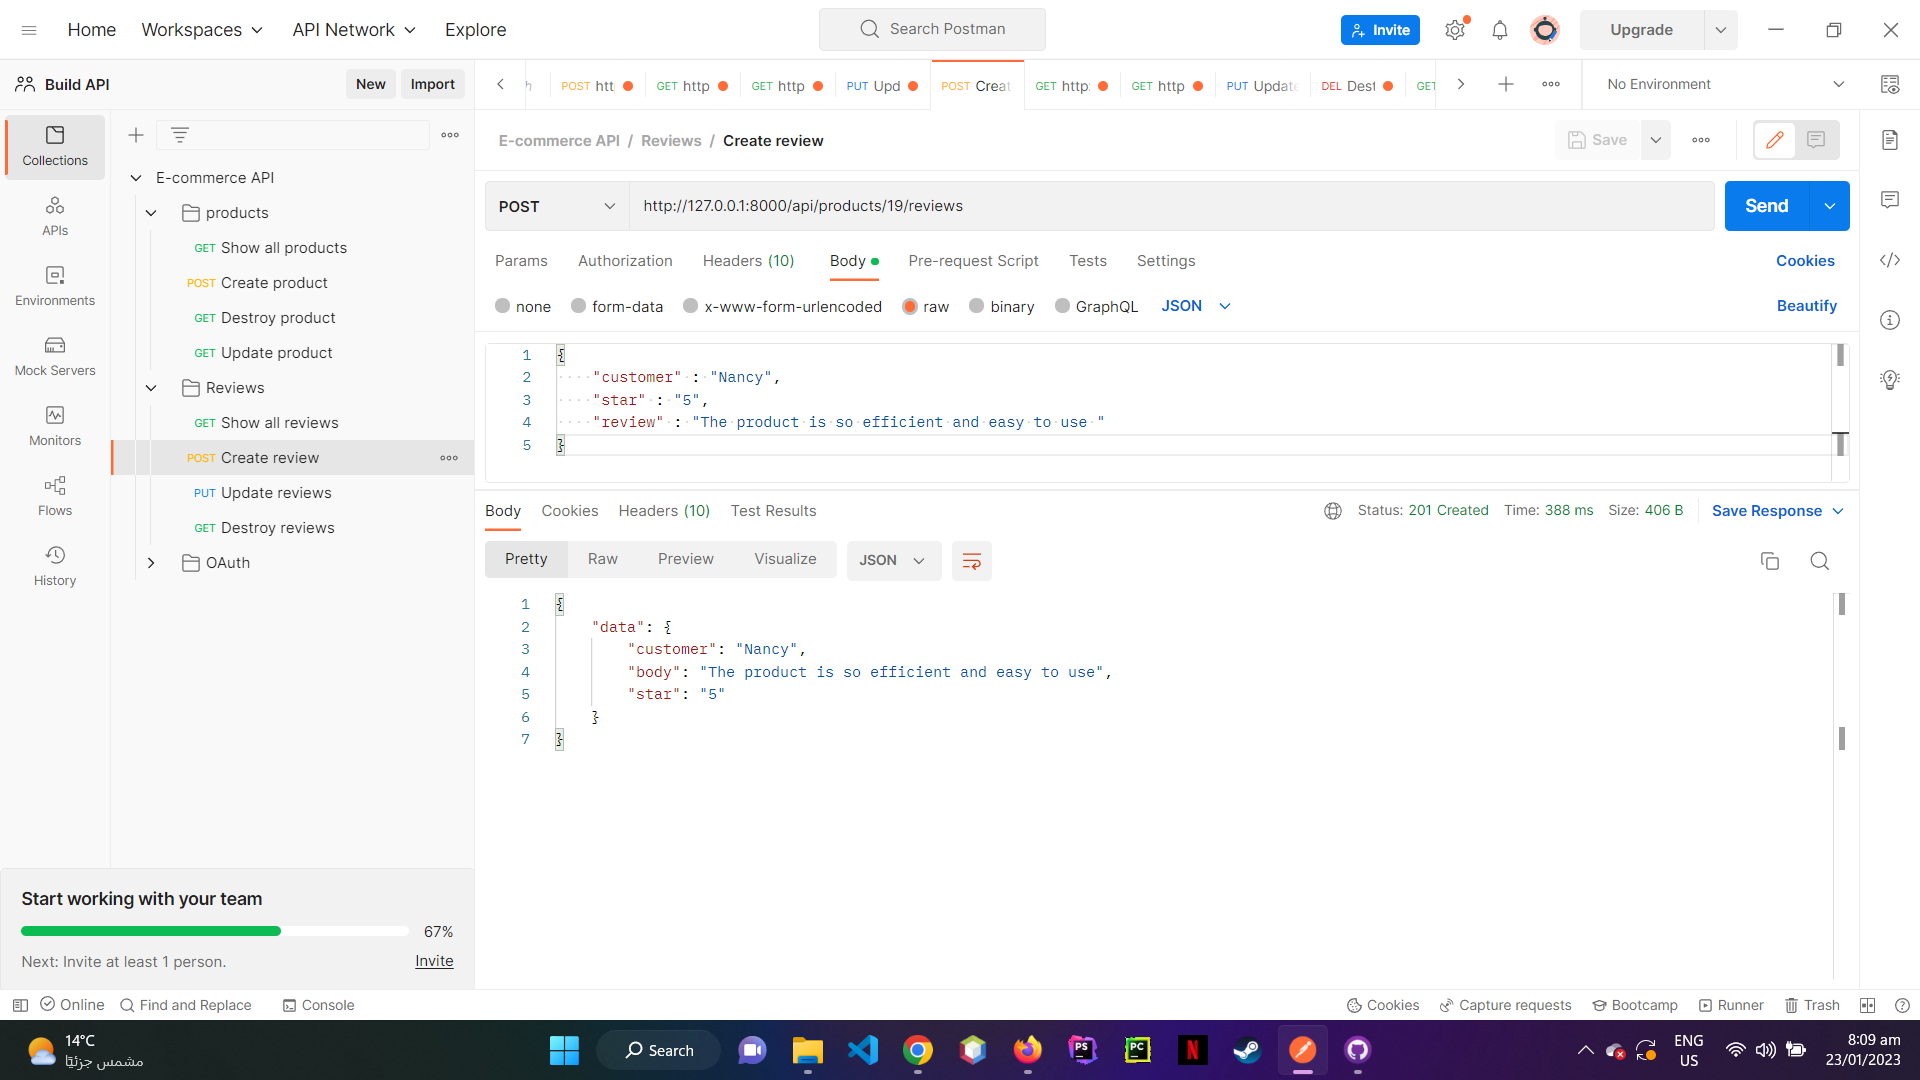 Home Workspaces API Network Explore Search Postman Invite Upgrade
Build API New Import
POST htt GET http GET http PUT Upd POST Crea GET http: GET http PUT Update DEL Dest GET No Environment
Collections
APIs
Environments
Mock Servers
Monitors
Flows
History
E-commerce API
products
GET Show all products
POST Create product
GET Destroy product
GET Update product
Reviews
GET Show all reviews
POST Create review
PUT Update reviews
GET Destroy reviews
OAuth
Start working with your team
67%
Next: Invite at least 1 person. Invite
E-commerce API / Reviews / Create review Save
POST http://127.0.0.1:8000/api/products/19/reviews Send
Params Authorization Headers (10) Body Pre-request Script Tests Settings Cookies
none form-data x-www-form-urlencoded raw binary GraphQL JSON Beautify
1 {
2 "customer" : "Nancy",
3 "star" : "5",
4 "review" : "The product is so efficient and easy to use "
5 }
Body Cookies Headers (10) Test Results Status: 201 Created Time: 388 ms Size: 406 B Save Response
Pretty Raw Preview Visualize JSON
1 {
2 "data": {
3 "customer": "Nancy",
4 "body": "The product is so efficient and easy to use",
5 "star": "5"
6 }
7 }
Online Find and Replace Console Cookies Capture requests Bootcamp Runner Trash
14°C
مشمس جزئيًا
Search
PS
PC
N
ENG
US
8:09 am
23/01/2023